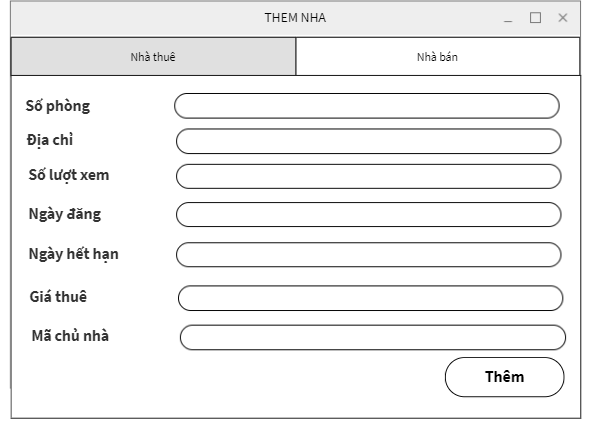 THEM NHA
Nhà thuê
Nhà bán
Số phòng
Địa chỉ
Số lượt xem
Ngày đăng
Ngày hết hạn
Giá thuê
Mã chủ nhà
Thêm